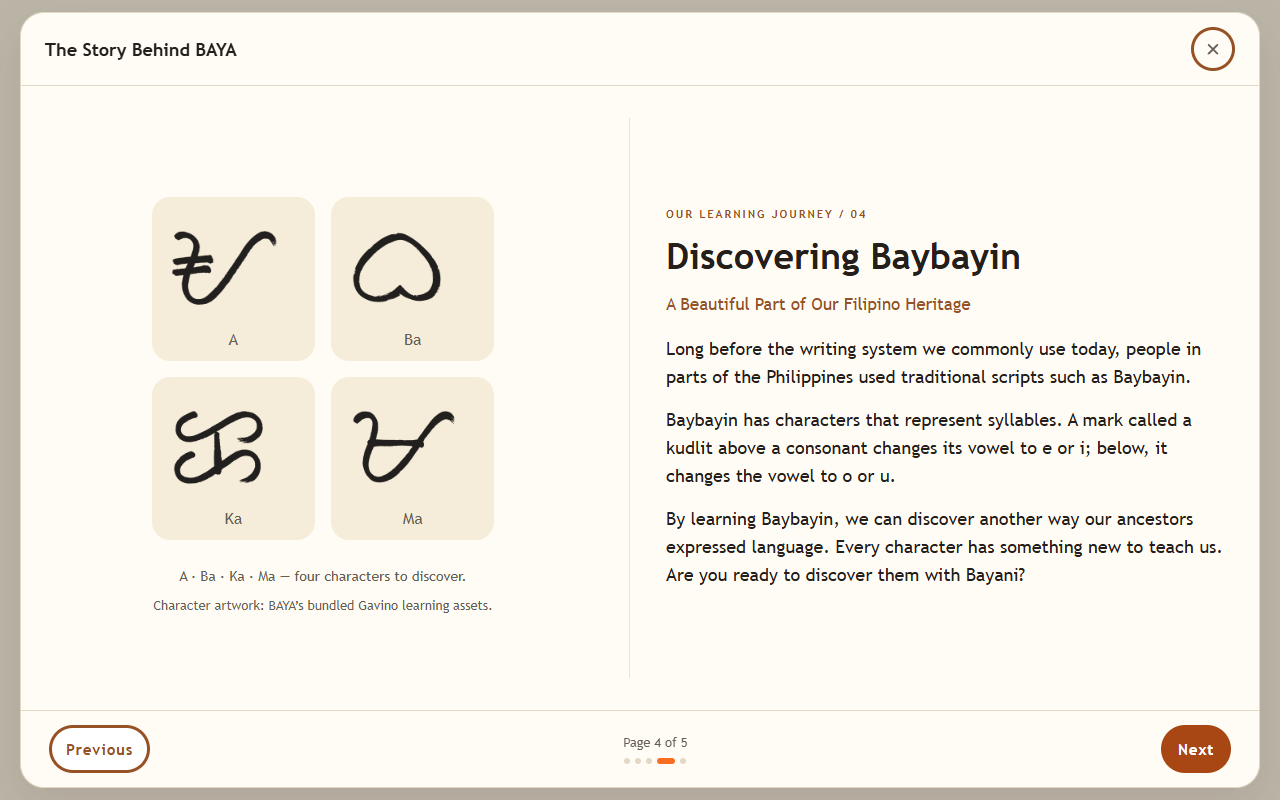 The Story Behind BAYA
ᜀ
A
ᜊ
Ba
ᜃ
Ka
ᜋ
Ma
A · Ba · Ka · Ma — four characters to discover.
Character artwork: BAYA’s bundled Gavino learning assets.
OUR LEARNING JOURNEY / 04
Discovering Baybayin
A Beautiful Part of Our Filipino Heritage
Long before the writing system we commonly use today, people in
parts of the Philippines used traditional scripts such as Baybayin.
Baybayin has characters that represent syllables. A mark called a
kudlit above a consonant changes its vowel to e or i; below, it
changes the vowel to o or u.
By learning Baybayin, we can discover another way our ancestors
expressed language. Every character has something new to teach us.
Are you ready to discover them with Bayani?
Previous
Page 4 of 5
Next